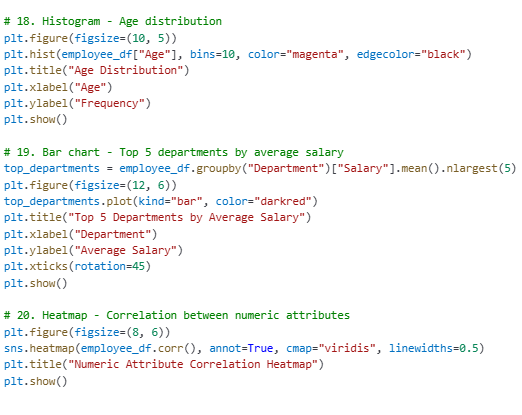 # 18. Histogram - Age distribution
plt.figure(figsize=(10, 5))
plt.hist(employee_df["Age"], bins=10, color="magenta", edgecolor="black")
plt.title("Age Distribution")
plt.xlabel("Age")
plt.ylabel("Frequency")
plt.show()

# 19. Bar chart - Top 5 departments by average salary
top_departments = employee_df.groupby("Department")["Salary"].mean().nlargest(5)
plt.figure(figsize=(12, 6))
top_departments.plot(kind="bar", color="darkred")
plt.title("Top 5 Departments by Average Salary")
plt.xlabel("Department")
plt.ylabel("Average Salary")
plt.xticks(rotation=45)
plt.show()

# 20. Heatmap - Correlation between numeric attributes
plt.figure(figsize=(8, 6))
sns.heatmap(employee_df.corr(), annot=True, cmap="viridis", linewidths=0.5)
plt.title("Numeric Attribute Correlation Heatmap")
plt.show()